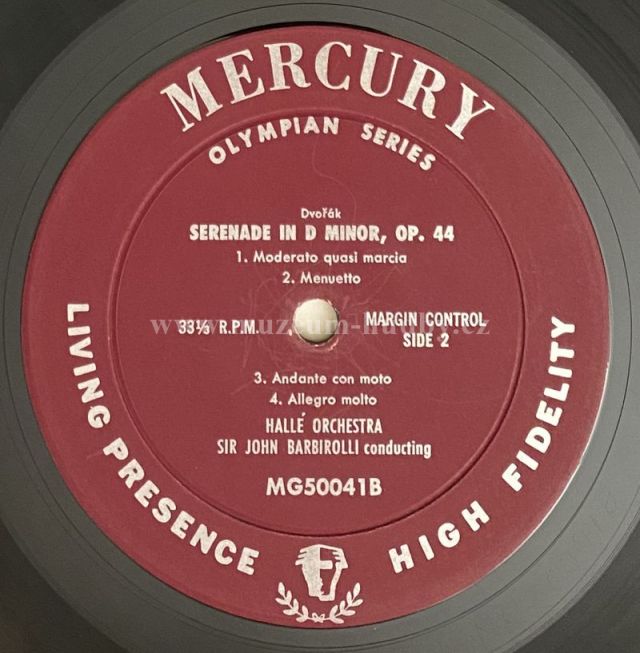 MERCURY
OLYMPIAN SERIES
Dvořák
SERENADE IN D MINOR, OP. 44
1. Moderato quasi marcia
2. Menuetto
33⅓ R.P.M.
MARGIN CONTROL
SIDE 2
www.muzeum-hudby.cz
3. Andante con moto
4. Allegro molto
HALLÉ ORCHESTRA
SIR JOHN BARBIROLLI conducting
MG50041B
LIVING PRESENCE
HIGH FIDELITY